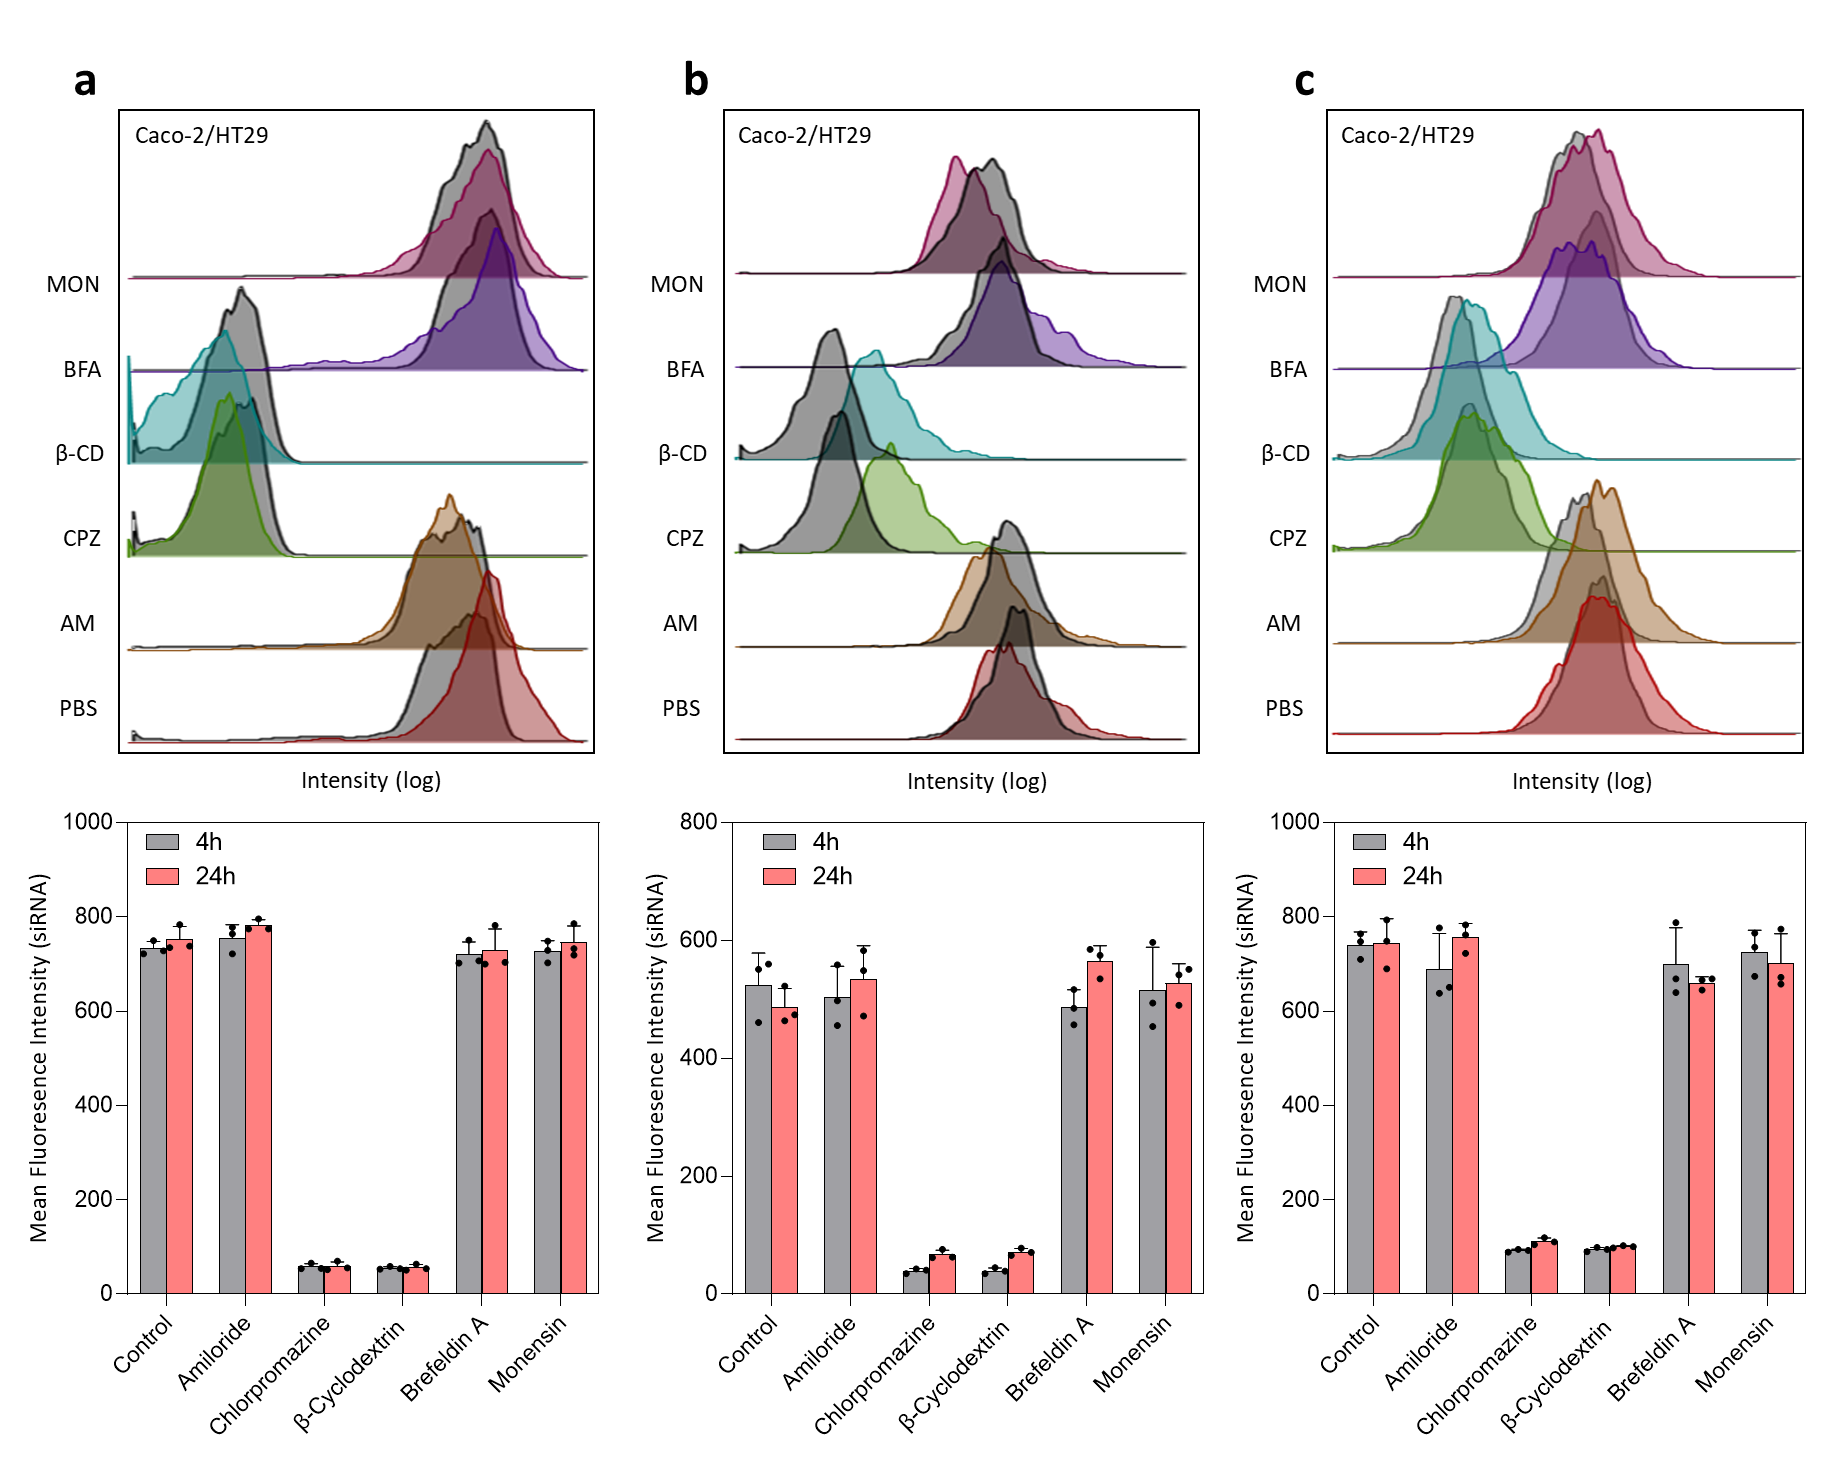 a
Caco-2/HT29
MON
BFA
β-CD
CPZ
AM
PBS
Intensity (log)
b
Caco-2/HT29
MON
BFA
β-CD
CPZ
AM
PBS
Intensity (log)
c
Caco-2/HT29
MON
BFA
β-CD
CPZ
AM
PBS
Intensity (log)
Mean Fluoresence Intensity (siRNA)
1000
800
600
400
200
0
4h
24h
Control
Amiloride
Chlorpromazine
β-Cyclodextrin
Brefeldin A
Monensin
Mean Fluoresence Intensity (siRNA)
800
600
400
200
0
4h
24h
Control
Amiloride
Chlorpromazine
β-Cyclodextrin
Brefeldin A
Monensin
Mean Fluoresence Intensity (siRNA)
1000
800
600
400
200
0
4h
24h
Control
Amiloride
Chlorpromazine
β-Cyclodextrin
Brefeldin A
Monensin